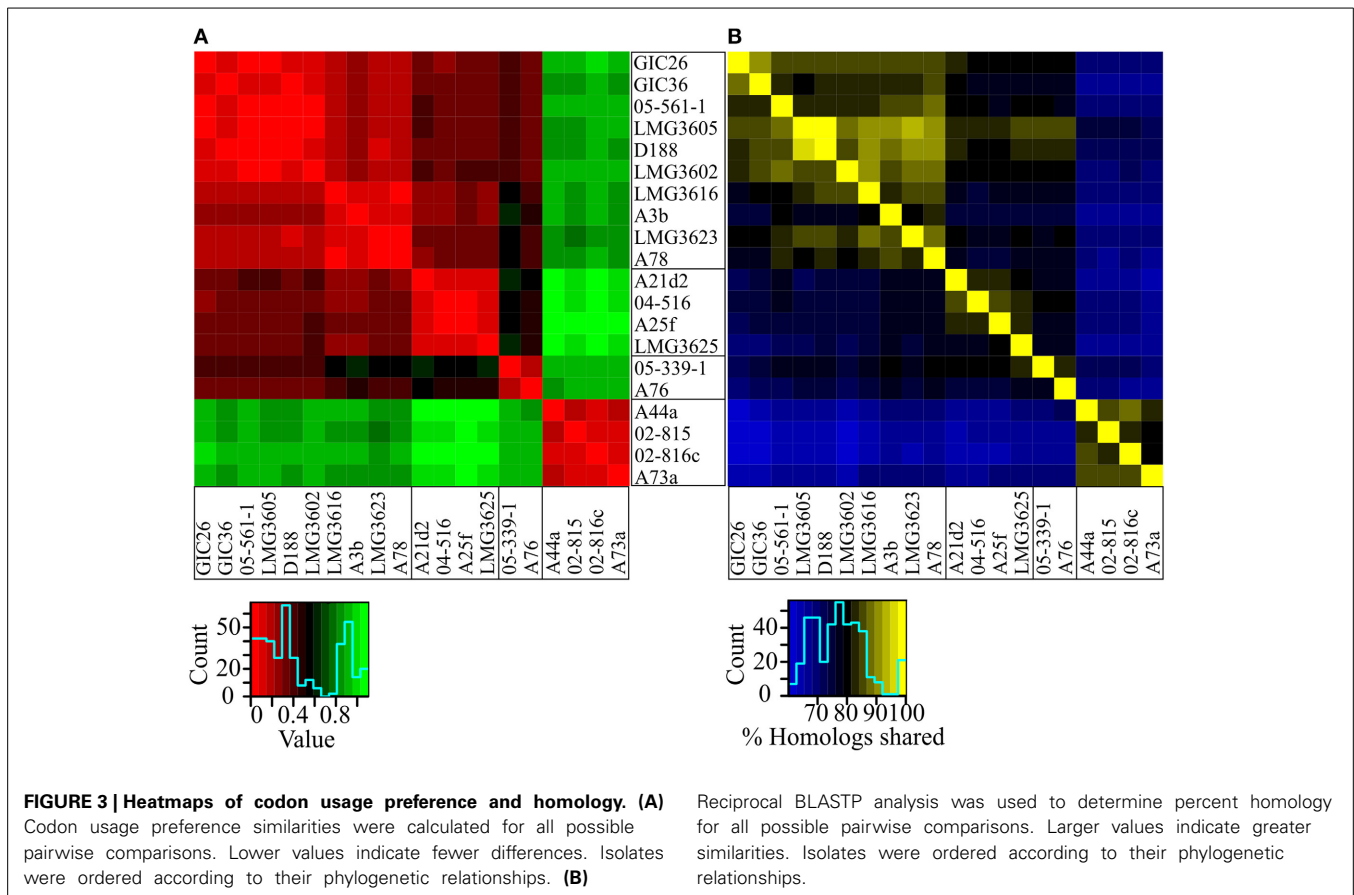 A
B
GIC26
GIC36
05-561-1
LMG3605
D188
LMG3602
LMG3616
A3b
LMG3623
A78
A21d2
04-516
A25f
LMG3625
05-339-1
A76
A44a
02-815
02-816c
A73a
GIC26
GIC36
05-561-1
LMG3605
D188
LMG3602
LMG3616
A3b
LMG3623
A78
A21d2
04-516
A25f
LMG3625
05-339-1
A76
A44a
02-815
02-816c
A73a
GIC26
GIC36
05-561-1
LMG3605
D188
LMG3602
LMG3616
A3b
LMG3623
A78
A21d2
04-516
A25f
LMG3625
05-339-1
A76
A44a
02-815
02-816c
A73a
Count
50
20
0
0 0.4 0.8
Value
Count
40
20
0
70 80 90 100
% Homologs shared
FIGURE 3 | Heatmaps of codon usage preference and homology. (A)
Codon usage preference similarities were calculated for all possible
pairwise comparisons. Lower values indicate fewer differences. Isolates
were ordered according to their phylogenetic relationships. (B)
Reciprocal BLASTP analysis was used to determine percent homology
for all possible pairwise comparisons. Larger values indicate greater
similarities. Isolates were ordered according to their phylogenetic
relationships.